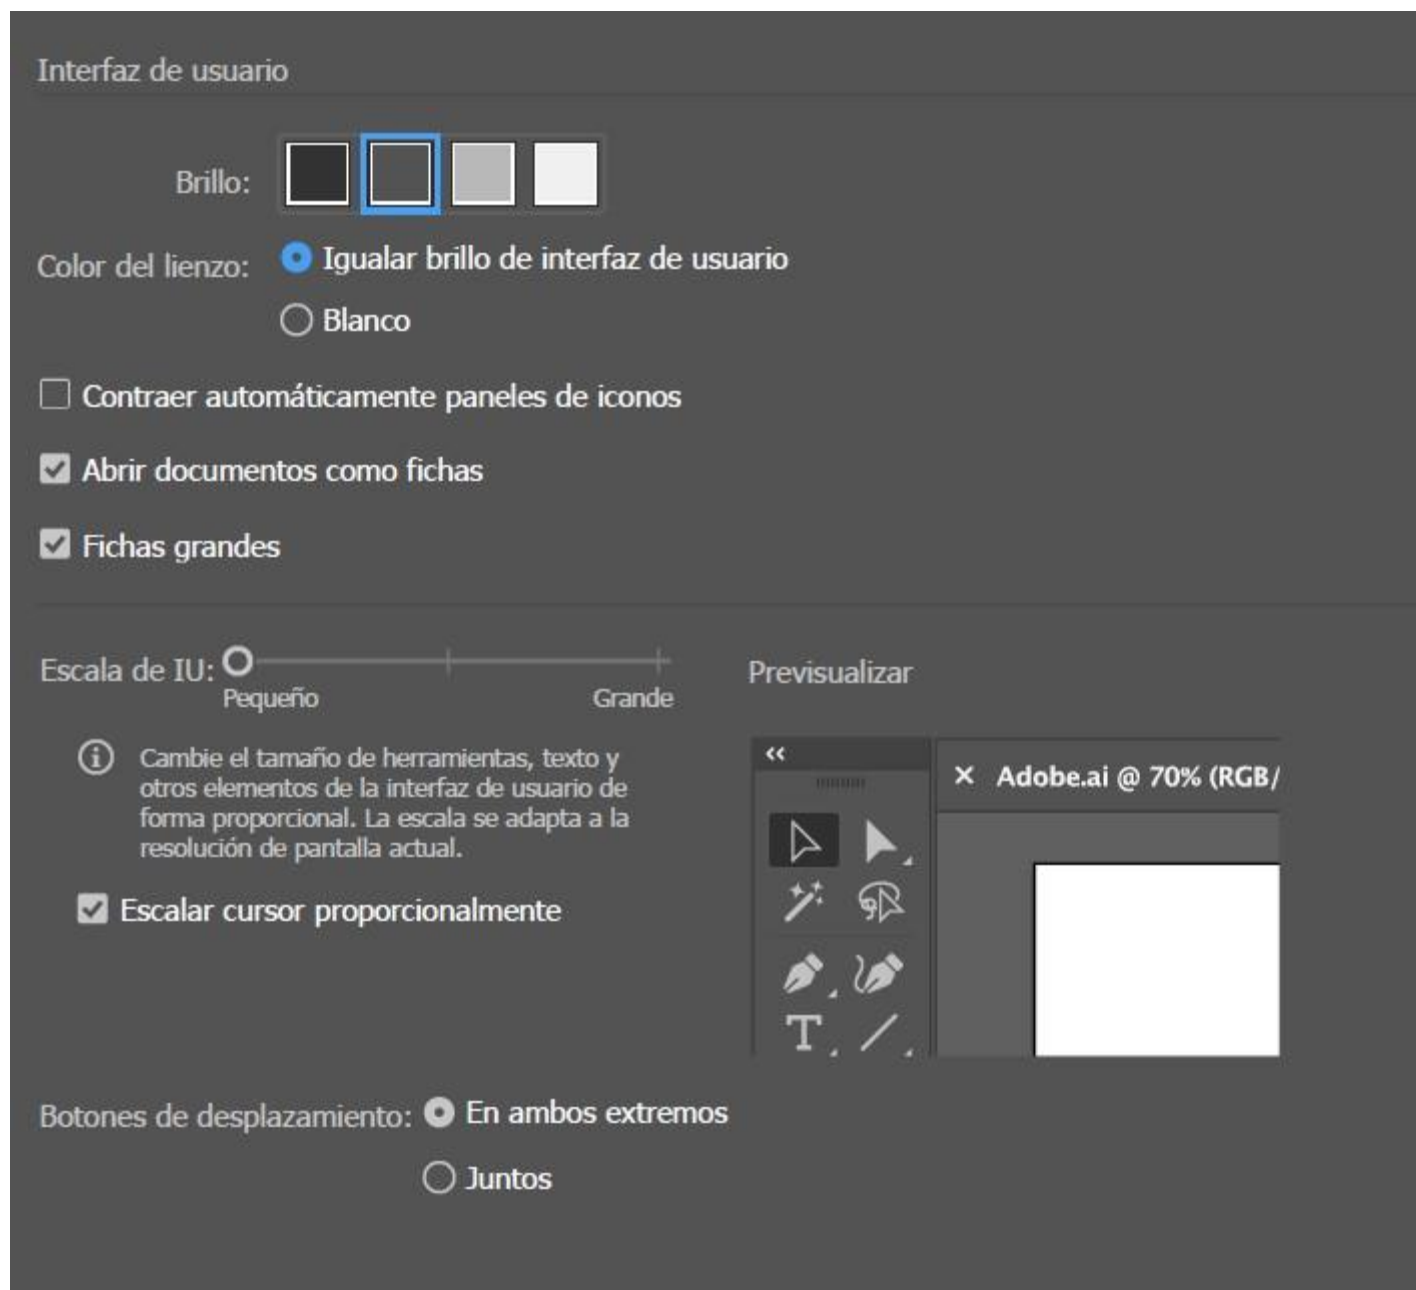 Interfaz de usuario
Brillo:
Color del lienzo: Igualar brillo de interfaz de usuario
Blanco
Contraer automáticamente paneles de iconos
Abrir documentos como fichas
Fichas grandes
Escala de IU:
Pequeño Grande
Previsualizar
Cambie el tamaño de herramientas, texto y
otros elementos de la interfaz de usuario de
forma proporcional. La escala se adapta a la
resolución de pantalla actual.
Escalar cursor proporcionalmente
Adobe.ai @ 70% (RGB/
Botones de desplazamiento: En ambos extremos
Juntos